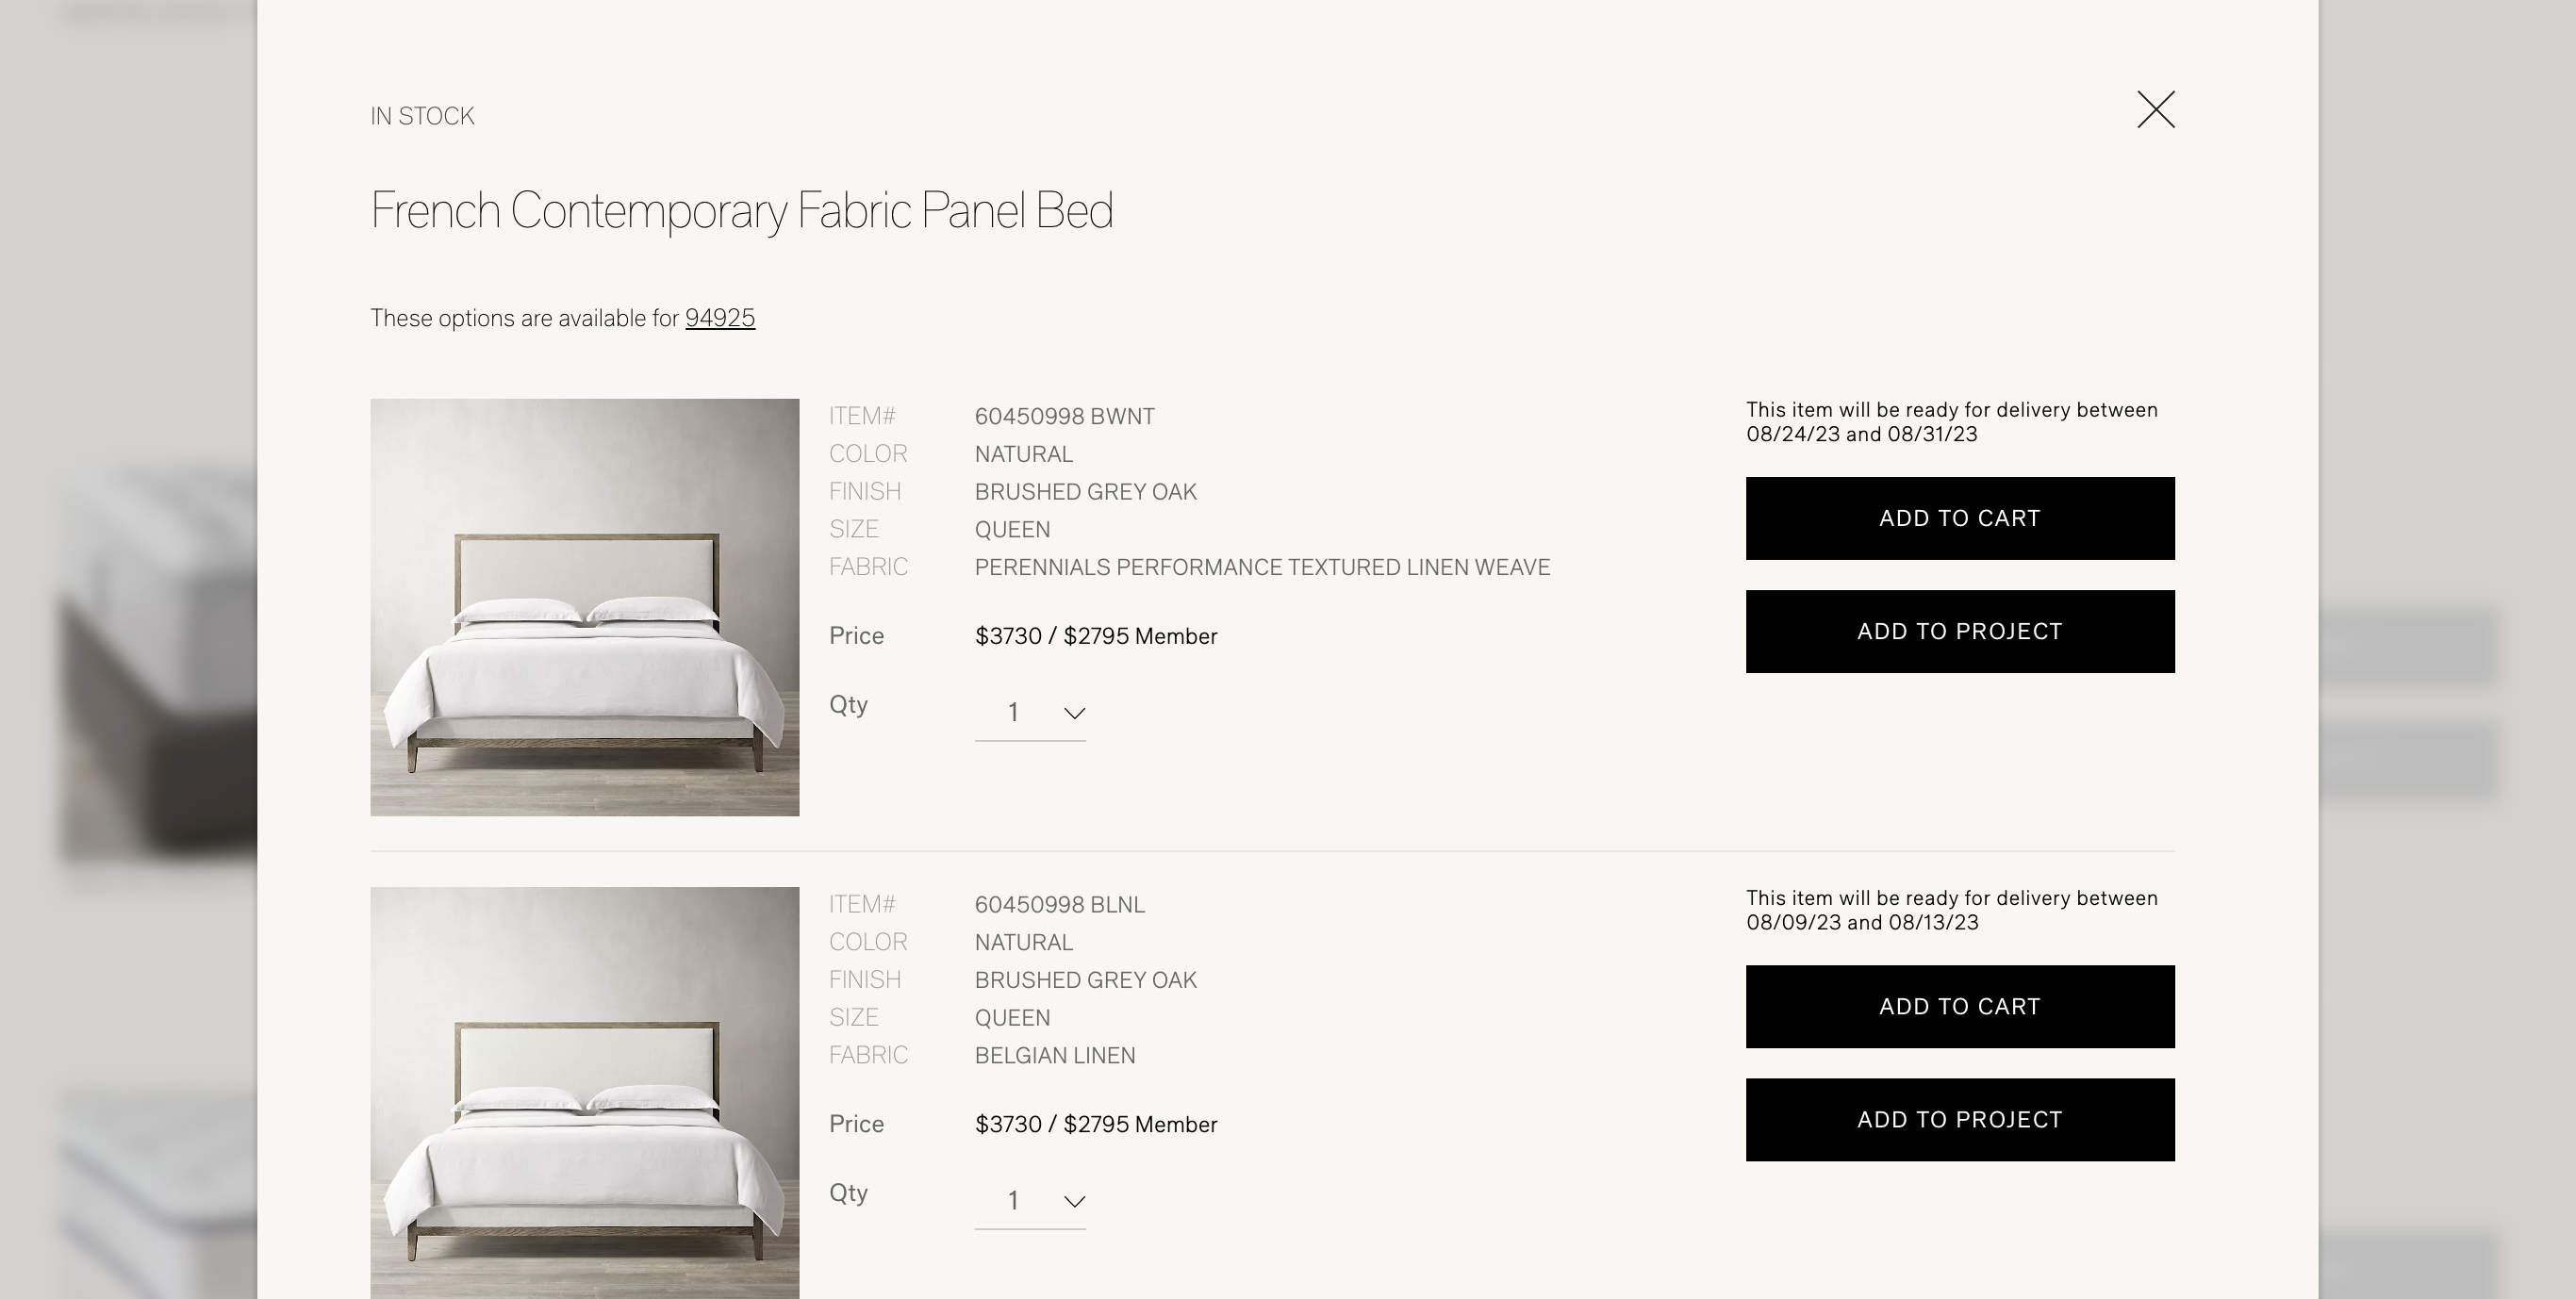 IN STOCK
French Contemporary Fabric Panel Bed
These options are available for 94925
ITEM# 60450998 BWNT
COLOR NATURAL
FINISH BRUSHED GREY OAK
SIZE QUEEN
FABRIC PERENNIALS PERFORMANCE TEXTURED LINEN WEAVE
Price $3730 / $2795 Member
Qty 1
This item will be ready for delivery between
08/24/23 and 08/31/23
ADD TO CART
ADD TO PROJECT
ITEM# 60450998 BLNL
COLOR NATURAL
FINISH BRUSHED GREY OAK
SIZE QUEEN
FABRIC BELGIAN LINEN
Price $3730 / $2795 Member
Qty 1
This item will be ready for delivery between
08/09/23 and 08/13/23
ADD TO CART
ADD TO PROJECT